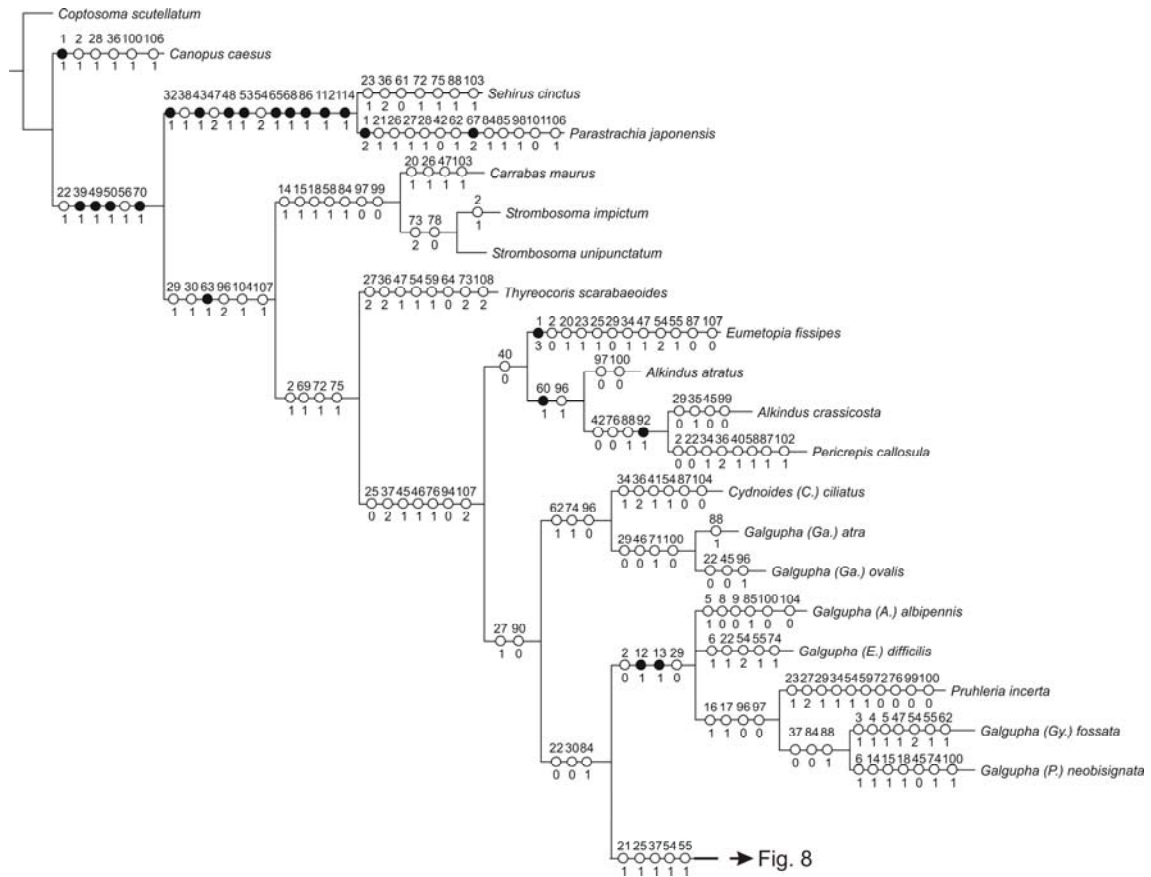 Coptosoma scutellatum
1 2 28 36 100 106
Canopus caesus
1 1 1 1 1 1
32 38 43 47 48 53 54 65 68 86 112 114
1 1 1 2 1 1 2 1 1 1 1 1
23 36 61 72 75 88 103
Sehirus cinctus
1 2 0 1 1 1 1
1 21 26 27 28 42 62 67 84 85 98 101 106
Parastrachia japonensis
2 1 1 1 1 0 1 2 1 1 1 0 1
22 39 49 50 56 70
1 1 1 1 1 1
14 15 18 58 84 97 99
1 1 1 1 1 0 0
20 26 47 103
Carrabas maurus
1 1 1 1
73 78
2 0
2
Strombosoma impictum
1
Strombosoma unipunctatum
29 30 63 96 104 107
1 1 1 2 1 1
27 36 47 54 59 64 73 108
Thyreocoris scarabaeoides
2 2 1 1 1 0 2 2
2 69 72 75
1 1 1 1
40
0
1 2 20 23 25 29 34 47 54 55 87 107
Eumetopia fissipes
3 0 1 1 1 0 1 1 2 1 0 0
60 96
1 1
97 100
Alkindus atratus
0 0
42 76 88 92
0 0 1 1
29 35 45 99
Alkindus crassicosta
0 1 0 0
2 22 34 36 40 58 87 102
Pericrepis callosula
0 0 1 2 1 1 1 1
25 37 45 46 76 94 107
0 2 1 1 1 0 2
62 74 96
1 1 0
34 36 41 54 87 104
Cydnoides (C.) ciliatus
1 2 1 1 0 0
29 46 71 100
0 0 1 0
88
Galgupha (Ga.) atra
1
22 45 96
Galgupha (Ga.) ovalis
0 0 1
27 90
1 0
2 12 13 29
0 1 1 0
5 8 9 85 100 104
Galgupha (A.) albipennis
1 0 0 1 0 0
6 22 54 55 74
Galgupha (E.) difficilis
1 1 2 1 1
16 17 96 97
1 1 0 0
23 27 29 34 54 59 72 76 99 100
Pruhleria incerta
1 2 1 1 1 1 0 0 0 0
37 84 88
0 0 1
3 4 5 47 54 55 62
Galgupha (Gy.) fossata
1 1 1 1 2 1 1
6 14 15 18 45 74 100
Galgupha (P.) neobisignata
1 1 1 1 0 1 1
22 30 84
0 0 1
21 25 37 54 55
Fig. 8
1 1 1 1 1